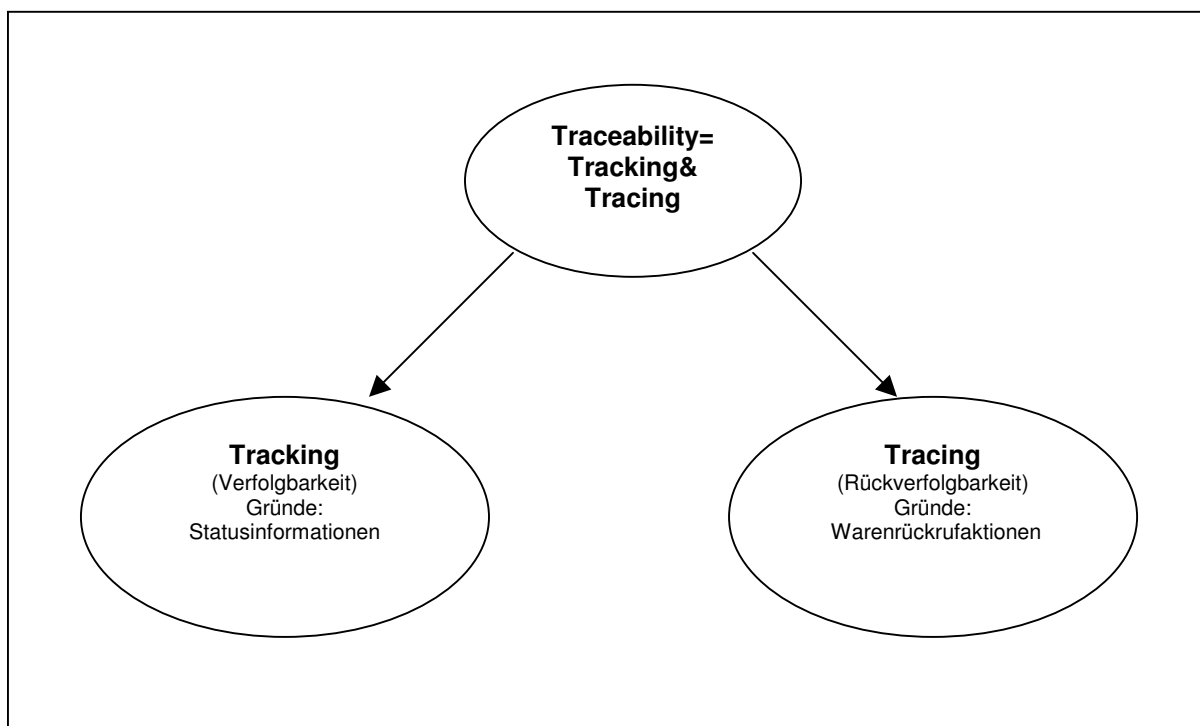 Traceability=
Tracking&
Tracing
Tracking
(Verfolgbarkeit)
Gründe:
Statusinformationen
Tracing
(Rückverfolgbarkeit)
Gründe:
Warenrückrufaktionen